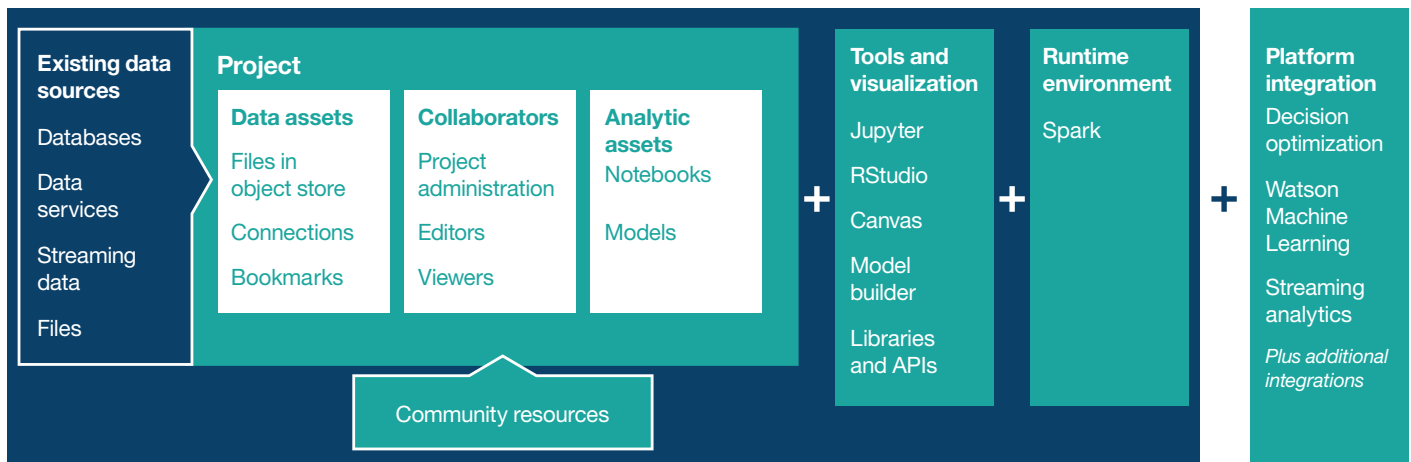 Existing data
sources
Databases
Data
services
Streaming
data
Files
Project
Data assets
Files in
object store
Connections
Bookmarks
Collaborators
Project
administration
Editors
Viewers
Analytic
assets
Notebooks
Models
Community resources
+
Tools and
visualization
Jupyter
RStudio
Canvas
Model
builder
Libraries
and APIs
+
Runtime
environment
Spark
+
Platform
integration
Decision
optimization
Watson
Machine
Learning
Streaming
analytics
Plus additional
integrations